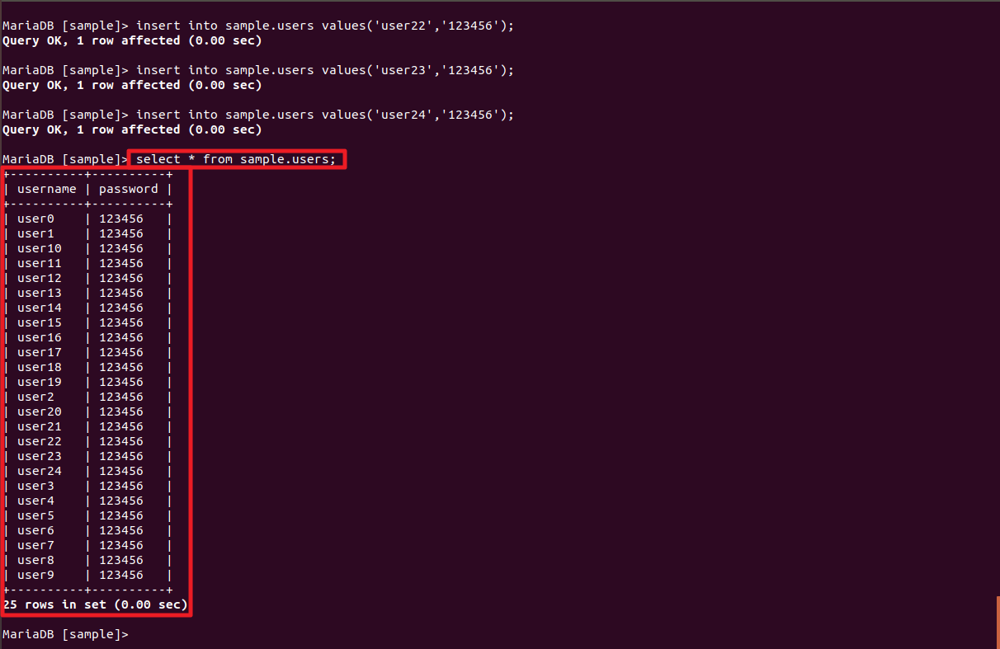 MariaDB [sample]> insert into sample.users values('user22','123456');
Query OK, 1 row affected (0.00 sec)
MariaDB [sample]> insert into sample.users values('user23','123456');
Query OK, 1 row affected (0.00 sec)
MariaDB [sample]> insert into sample.users values('user24','123456');
Query OK, 1 row affected (0.00 sec)
MariaDB [sample]> select * from sample.users;
+----------+----------+
| username | password |
+----------+----------+
| user0    | 123456   |
| user1    | 123456   |
| user10   | 123456   |
| user11   | 123456   |
| user12   | 123456   |
| user13   | 123456   |
| user14   | 123456   |
| user15   | 123456   |
| user16   | 123456   |
| user17   | 123456   |
| user18   | 123456   |
| user19   | 123456   |
| user2    | 123456   |
| user20   | 123456   |
| user21   | 123456   |
| user22   | 123456   |
| user23   | 123456   |
| user24   | 123456   |
| user3    | 123456   |
| user4    | 123456   |
| user5    | 123456   |
| user6    | 123456   |
| user7    | 123456   |
| user8    | 123456   |
| user9    | 123456   |
+----------+----------+
25 rows in set (0.00 sec)
MariaDB [sample]>